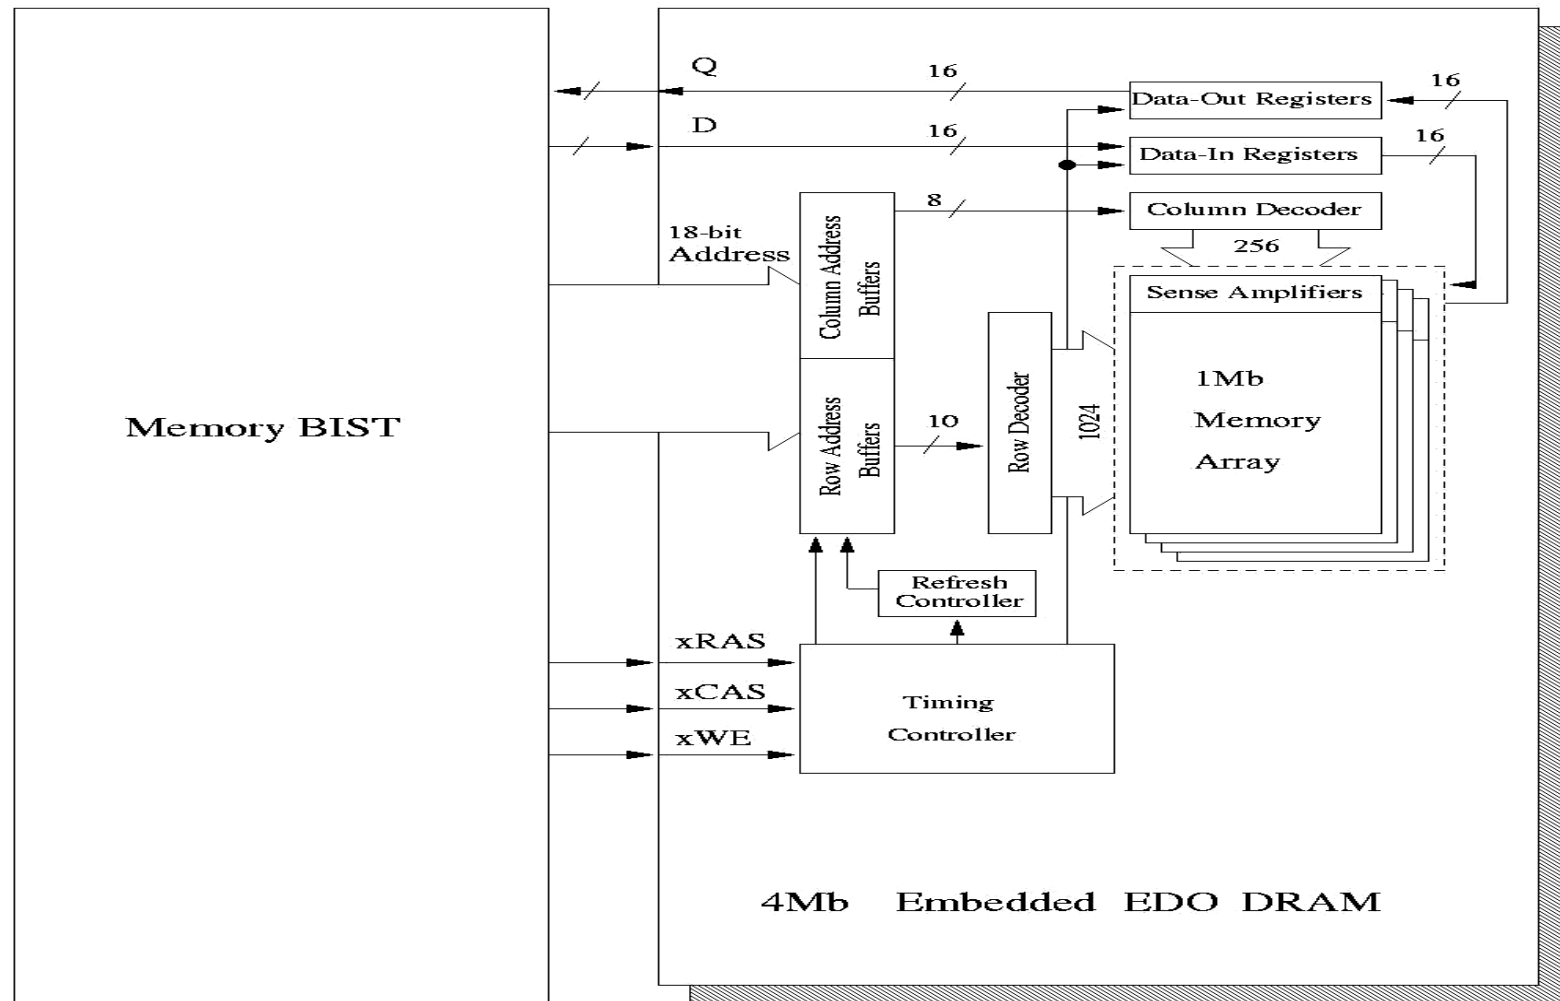 Q
16
Data-Out Registers
16
D
16
Data-In Registers
16
8
Column Decoder
256
18-bit
Address
Column Address
Buffers
Row Address
Buffers
10
Row Decoder
1024
Sense Amplifiers
1Mb
Memory
Array
Memory BIST
Refresh
Controller
xRAS
xCAS
xWE
Timing
Controller
4Mb Embedded EDO DRAM